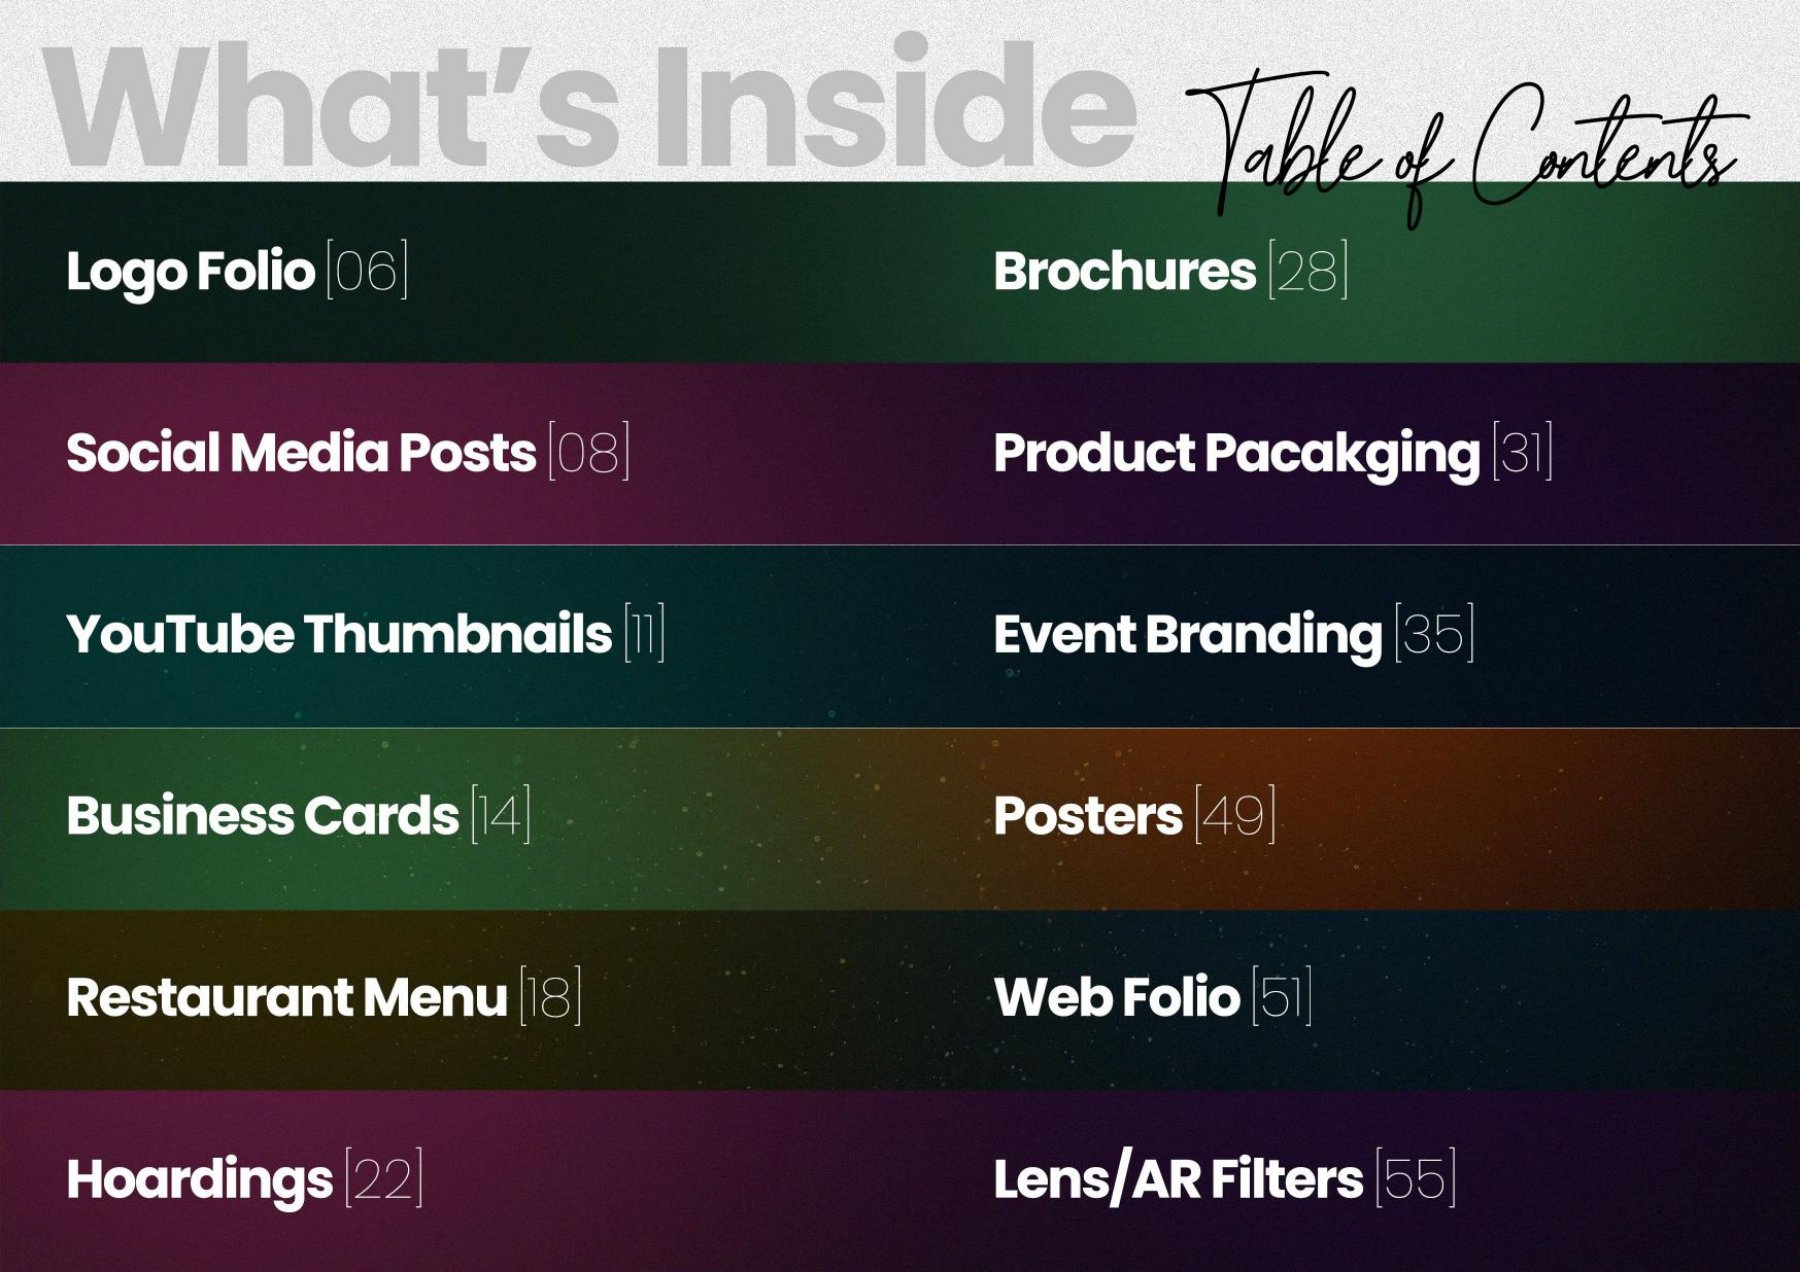 What's Inside
Table of Contents
Logo Folio [06]
Social Media Posts [08]
YouTube Thumbnails [11]
Business Cards [14]
Restaurant Menu [18]
Hoardings [22]
Brochures [28]
Product Pacakging [31]
Event Branding [35]
Posters [49]
Web Folio [51]
Lens/AR Filters [55]